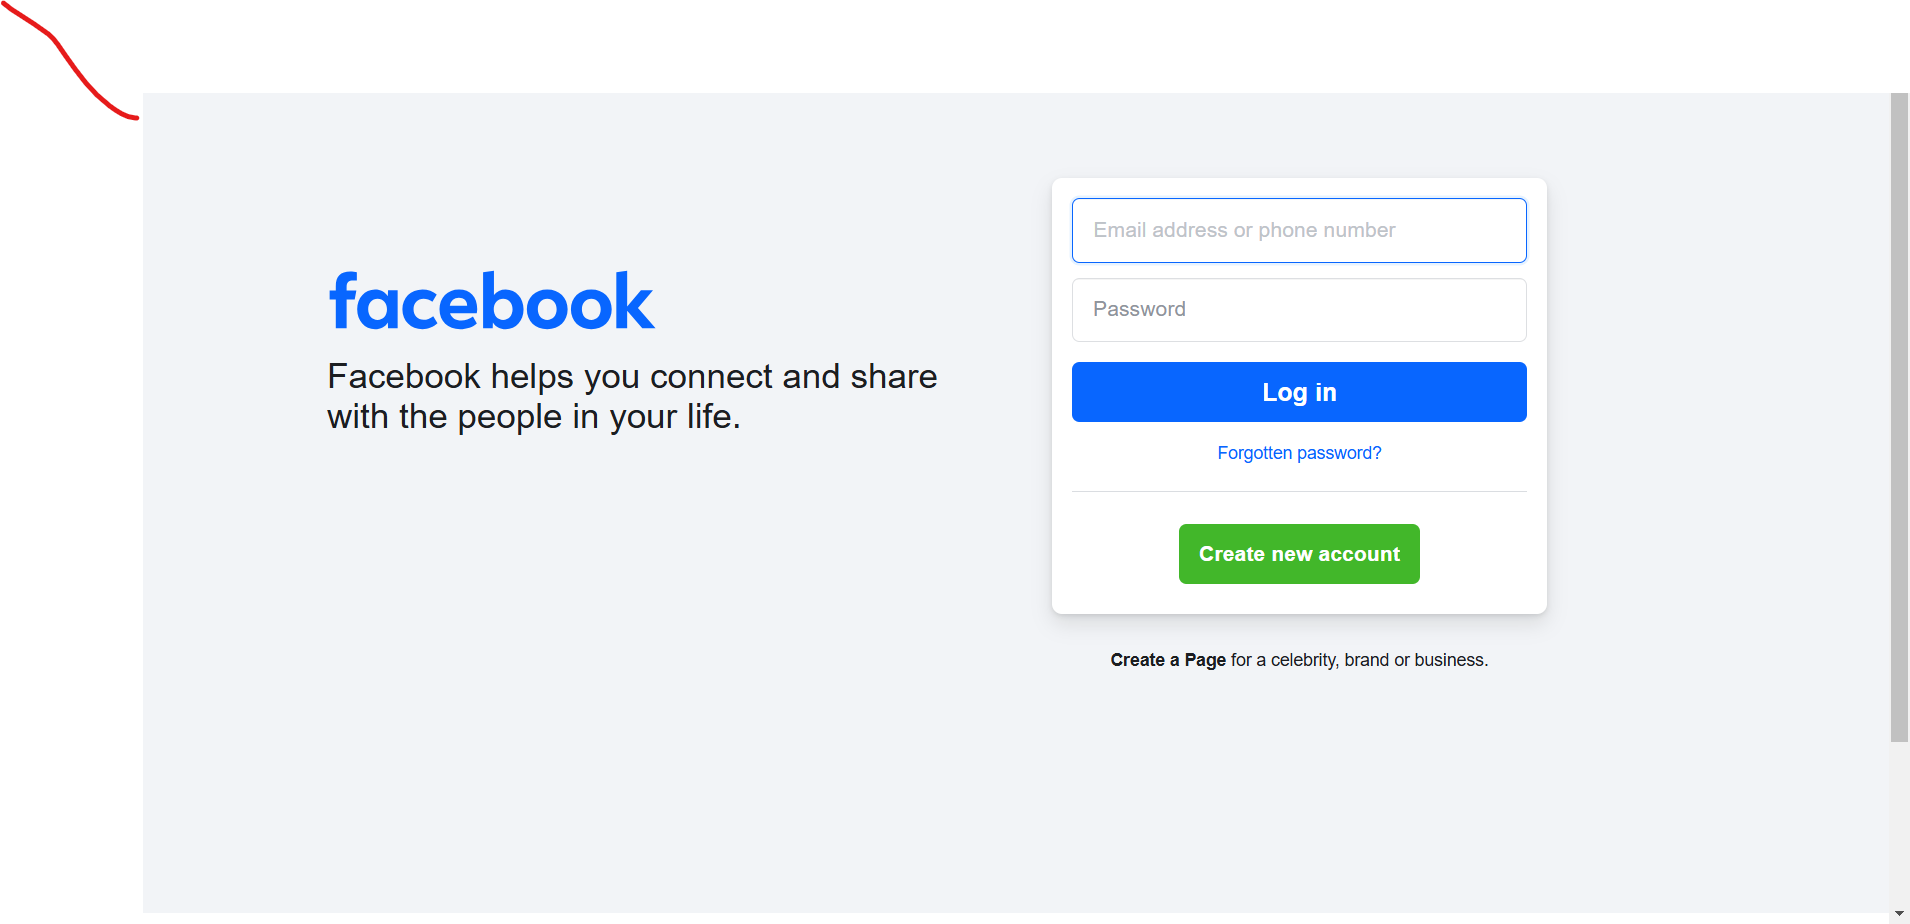 facebook
Facebook helps you connect and share
with the people in your life.
Email address or phone number
Password
Log in
Forgotten password?
Create new account
Create a Page for a celebrity, brand or business.